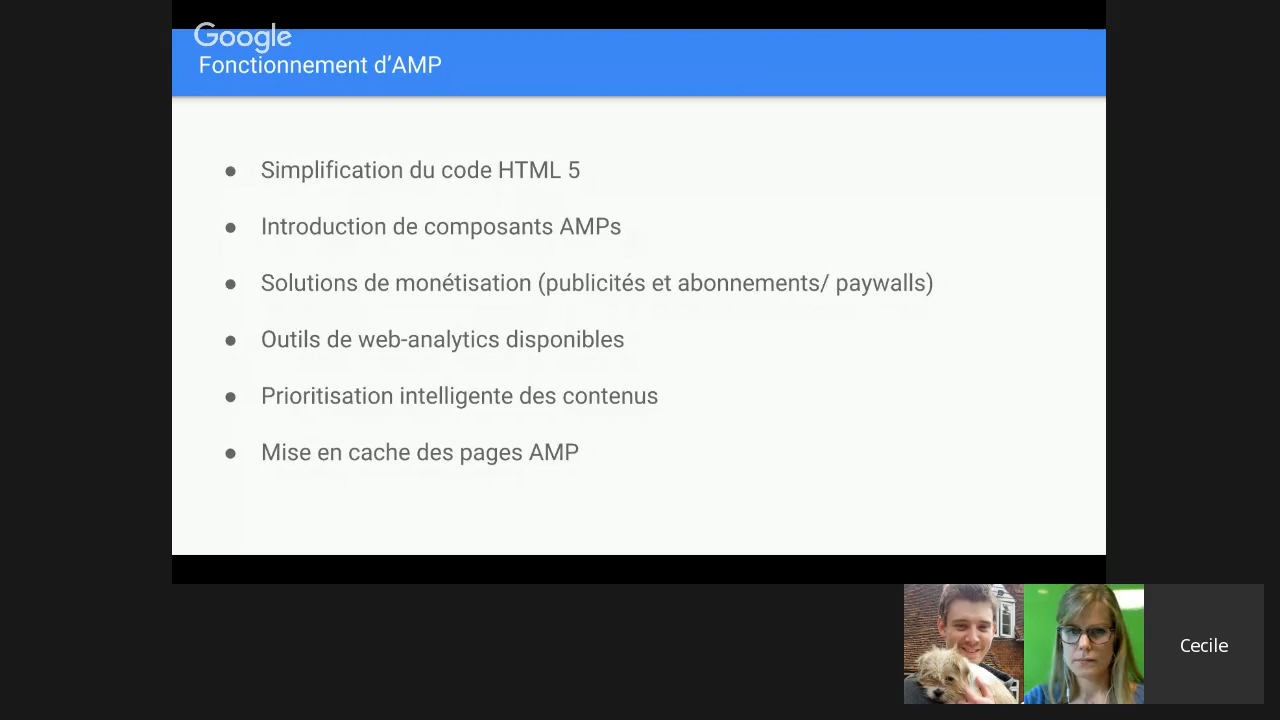 Google
Fonctionnement d’AMP
● Simplification du code HTML 5
● Introduction de composants AMPs
● Solutions de monétisation (publicités et abonnements/ paywalls)
● Outils de web-analytics disponibles
● Prioritisation intelligente des contenus
● Mise en cache des pages AMP
Cecile